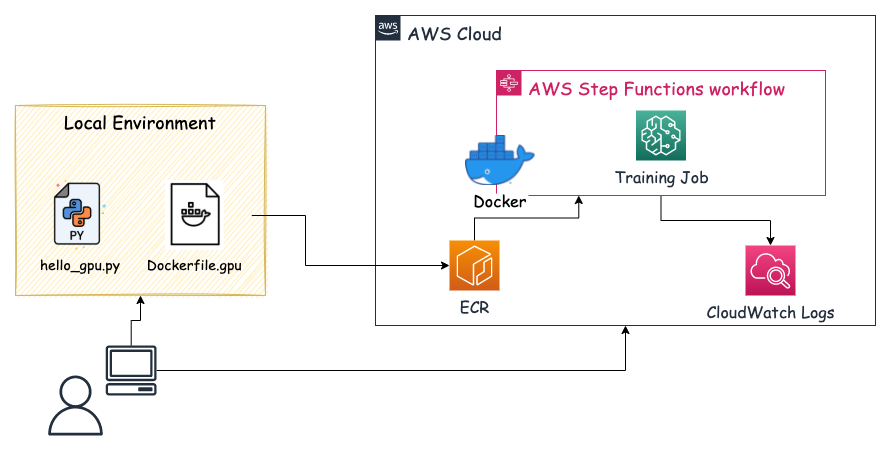 aws
AWS Cloud
AWS Step Functions workflow
Local Environment
Training Job
Docker
PY
hello_gpu.py
Dockerfile.gpu
ECR
CloudWatch Logs